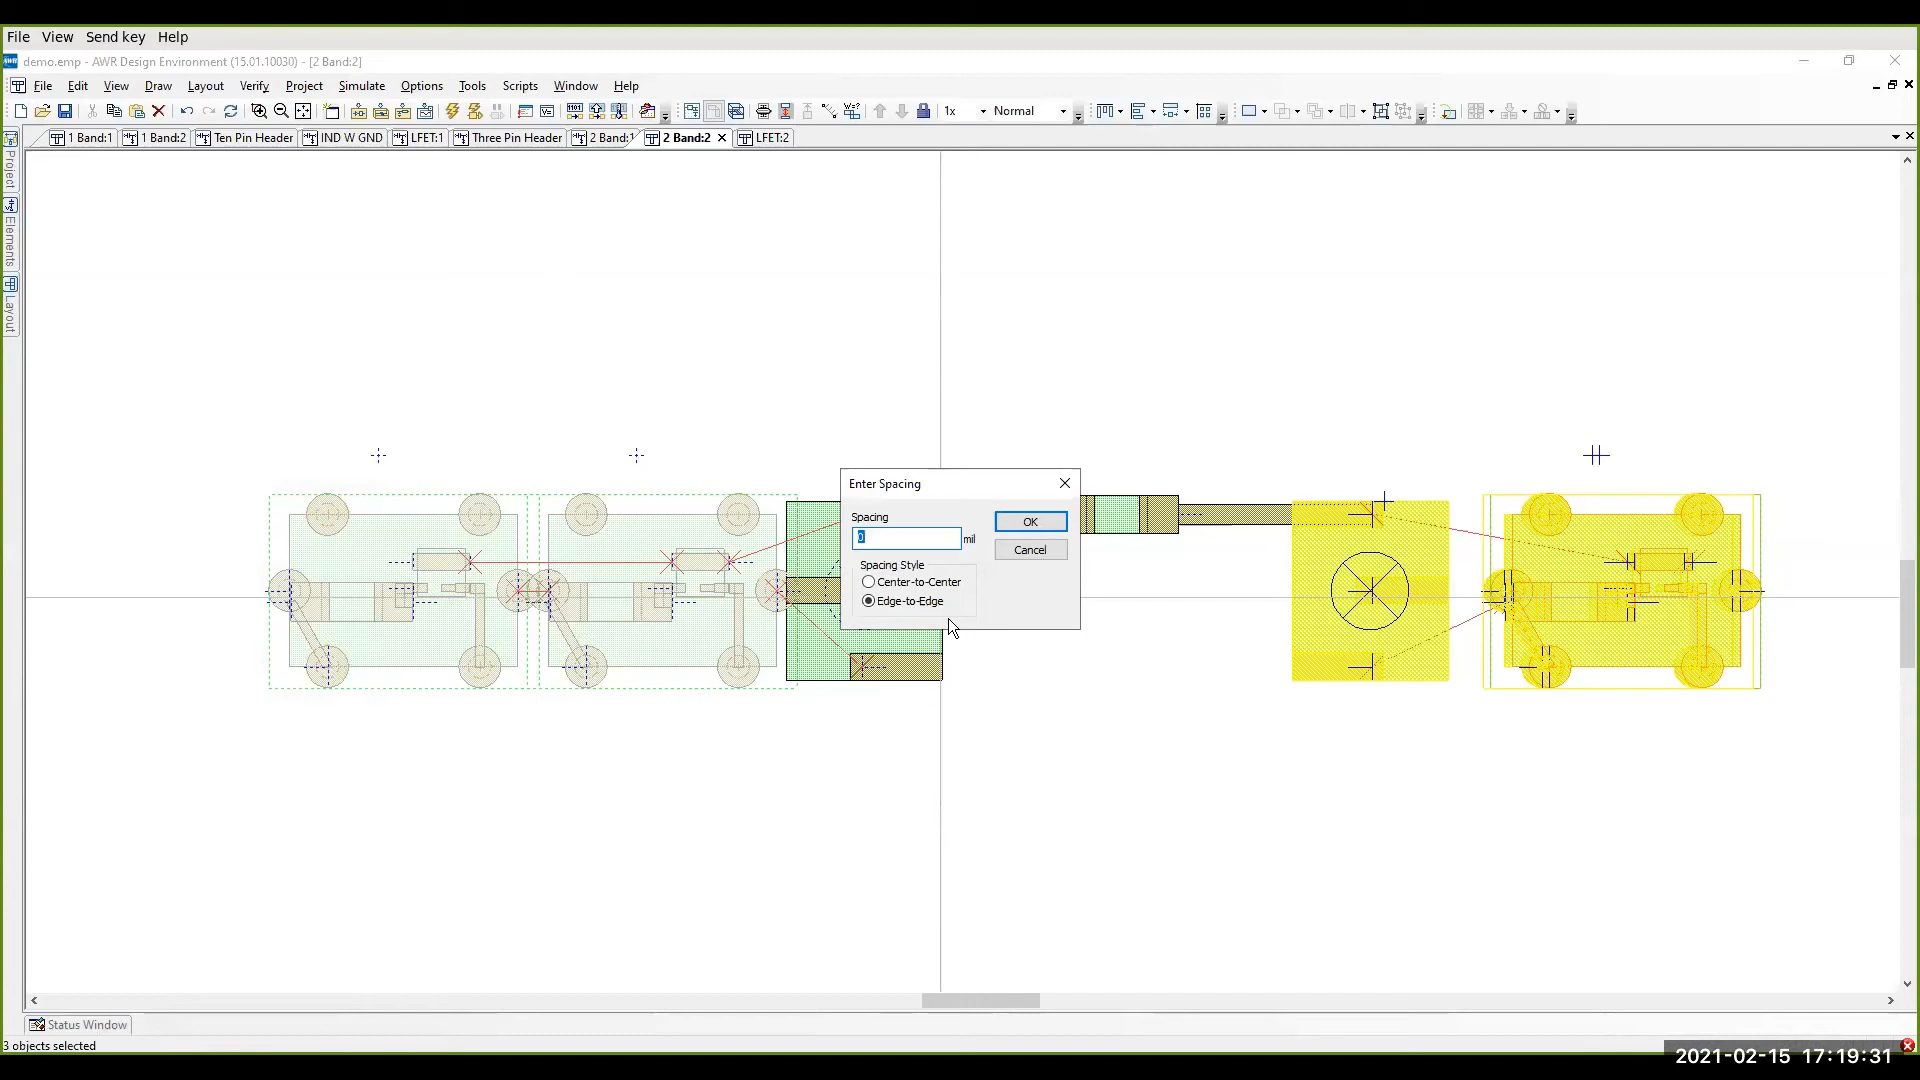 File View Send key Help
demo.emp - AWR Design Environment (15.01.10030) - [2 Band:2]
File Edit View Draw Layout Verify Project Simulate Options Tools Scripts Window Help
1x Normal
1 Band:1 1 Band:2 Ten Pin Header IND W GND LFET:1 Three Pin Header 2 Band:1 2 Band:2 LFET:2
Project
Elements
Layout
Enter Spacing
Spacing
0 mil
OK
Cancel
Spacing Style
Center-to-Center
Edge-to-Edge
Status Window
3 objects selected
2021-02-15 17:19:31